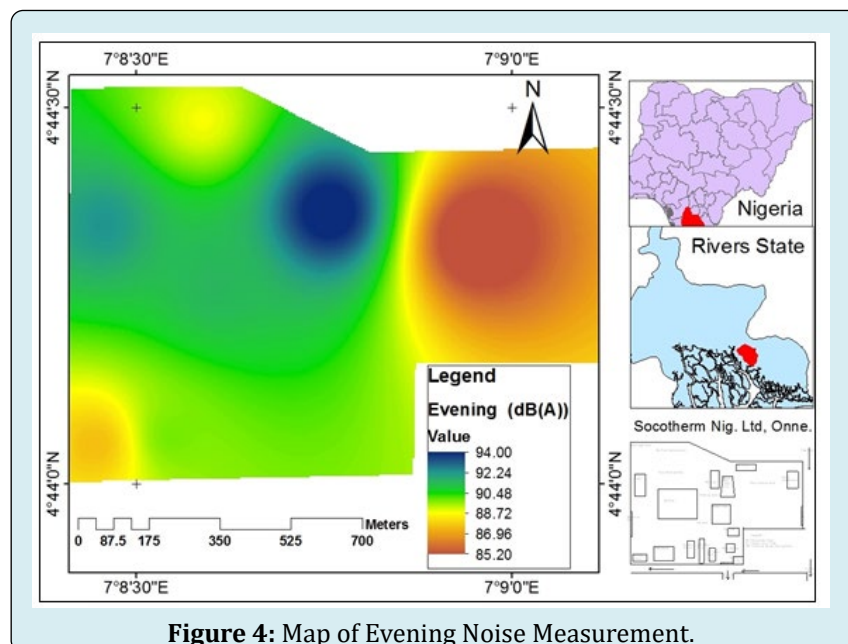 7°8'30"E
7°9'0"E
4°44'30"N
4°44'30"N
N
Nigeria
Rivers State
Legend
Evening (dB(A))
Value
94.00
92.24
90.48
88.72
86.96
85.20
Socotherm Nig. Ltd, Onne.
4°44'0"N
4°44'0"N
Meters
0 87.5 175 350 525 700
7°8'30"E
7°9'0"E
Figure 4: Map of Evening Noise Measurement.